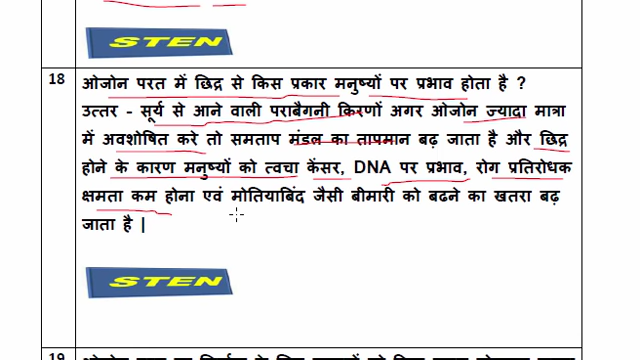 STEN
18
ओजोन परत में छिद्र से किस प्रकार मनुष्यों पर प्रभाव होता है ?
उत्तर - सूर्य से आने वाली पराबैगनी किरणों अगर ओजोन ज्यादा मात्रा
में अवशोषित करे तो समताप मंडल का तापमान बढ़ जाता है और छिद्र
होने के कारण मनुष्यों को त्वचा केंसर, DNA पर प्रभाव, रोग प्रतिरोधक
क्षमता कम होना एवं मोतियाबिंद जैसी बीमारी को बढने का खतरा बढ़
जाता है |
STEN
19